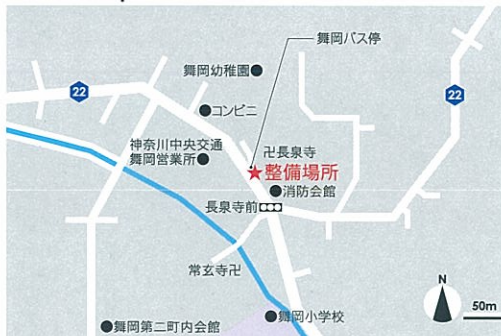 舞岡バス停
舞岡幼稚園●
22
22
●コンビニ
神奈川中央交通
舞岡営業所●
卍長泉寺
★整備場所
●消防会館
長泉寺前
常玄寺卍
N
50m
●舞岡第二町内会館
●舞岡小学校